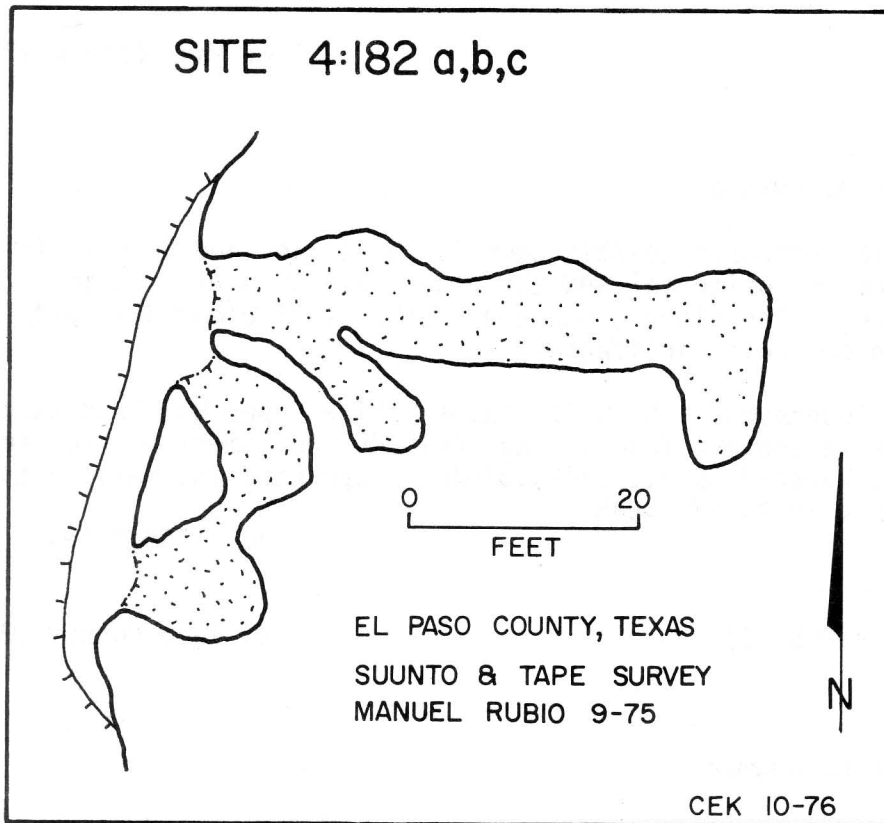 SITE 4:182 a,b,c
0 20
FEET
EL PASO COUNTY, TEXAS
SUUNTO & TAPE SURVEY
MANUEL RUBIO 9-75
N
CEK 10-76